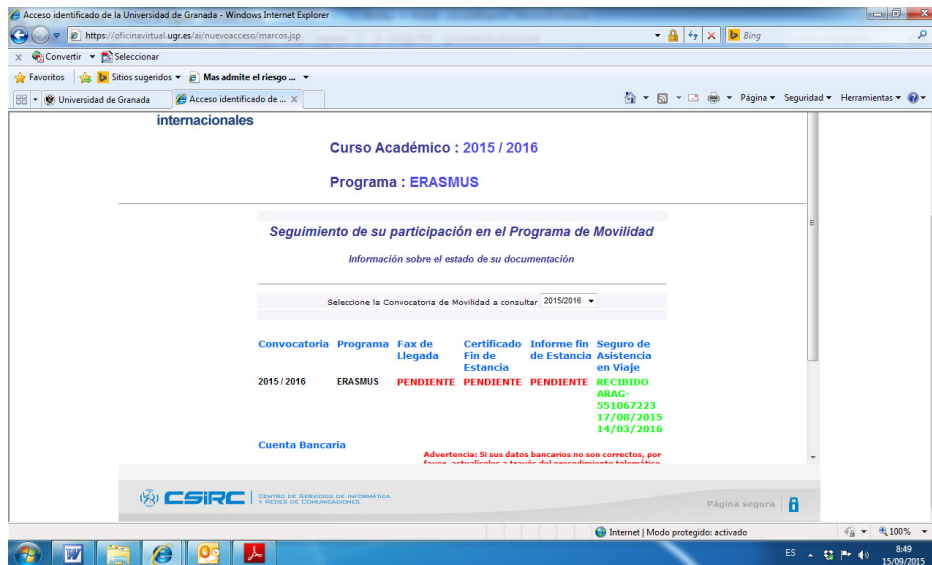 Acceso identificado de la Universidad de Granada - Windows Internet Explorer
https://oficinavirtual.ugr.es/ai/nuevoacceso/marcos.jsp
Bing
x Convertir Seleccionar
Favoritos Sitios sugeridos Mas admite el riesgo ...
Universidad de Granada Acceso identificado de ... X Página Seguridad Herramientas
internacionales
Curso Académico : 2015 / 2016
Programa : ERASMUS
Seguimiento de su participación en el Programa de Movilidad
Información sobre el estado de su documentación
Seleccione la Convocatoria de Movilidad a consultar 2015/2016
Convocatoria Programa Fax de Llegada Certificado Fin de Estancia Informe fin de Estancia Seguro de Asistencia en Viaje
2015 / 2016 ERASMUS PENDIENTE PENDIENTE PENDIENTE RECIBIDO
ARAG-
551067223
17/08/2015
14/03/2016
Cuenta Bancaria
Advertencia: Si sus datos bancarios no son correctos, por
favor, actualícelos a través del procedimiento telemático
CSIRC CENTRO DE SERVICIOS DE INFORMÁTICA
Y REDES DE COMUNICACIONES
Página segura
Internet | Modo protegido: activado 100%
ES 8:49
15/09/2015